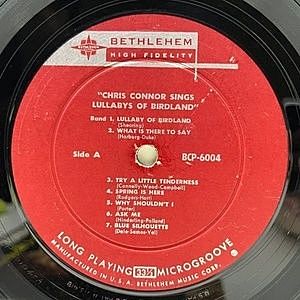 BETHLEHEM
HIGH FIDELITY
"CHRIS CONNOR SINGS
LULLABYS OF BIRDLAND"
Band 1. LULLABY OF BIRDLAND
(Shearing)
2. WHAT IS THERE TO SAY
(Harburg-Duke)
Side A
BCP-6004
3. TRY A LITTLE TENDERNESS
(Connelly-Wood-Campbell)
4. SPRING IS HERE
(Rodgers-Hart)
5. WHY SHOULDN'T I
(Porter)
6. ASK ME
(Hinderling-Polland)
7. BLUE SILHOUETTE
(Dale-Samos-Val)
LONG PLAYING 33⅓ MICROGROOVE
MANUFACTURED IN U. S. A. BETHLEHEM MUSIC CORP.